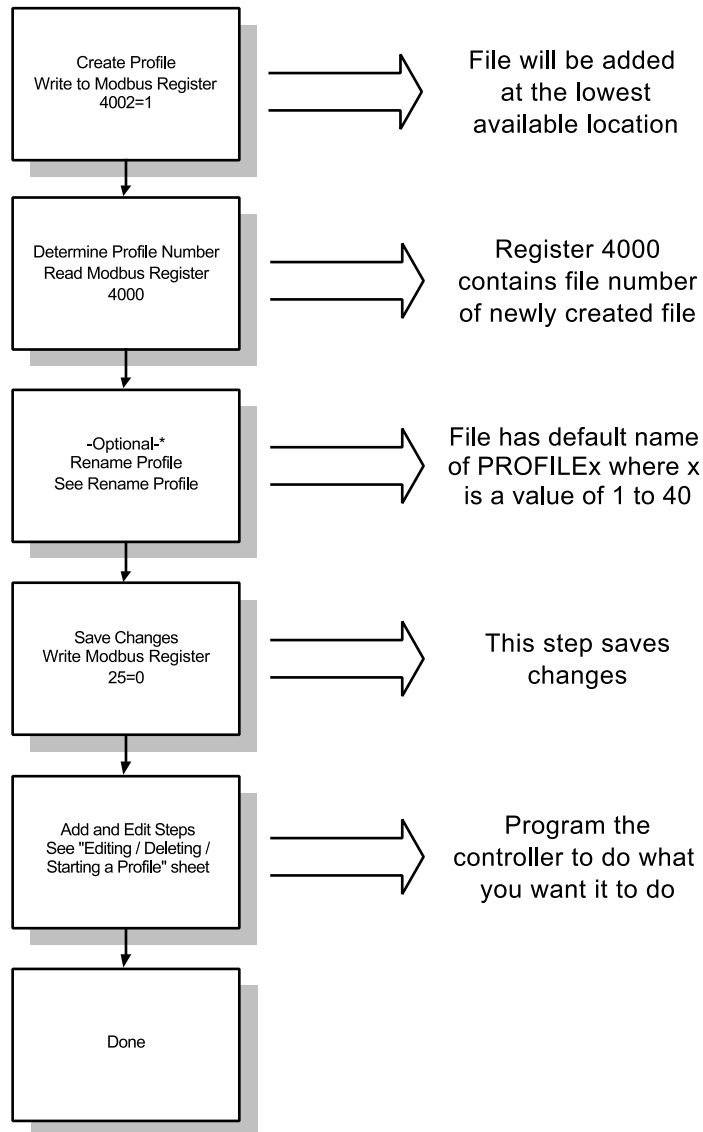 Create Profile
Write to Modbus Register
4002=1
File will be added
at the lowest
available location
Determine Profile Number
Read Modbus Register
4000
Register 4000
contains file number
of newly created file
-Optional-*
Rename Profile
See Rename Profile
File has default name
of PROFILEx where x
is a value of 1 to 40
Save Changes
Write Modbus Register
25=0
This step saves
changes
Add and Edit Steps
See "Editing / Deleting /
Starting a Profile" sheet
Program the
controller to do what
you want it to do
Done